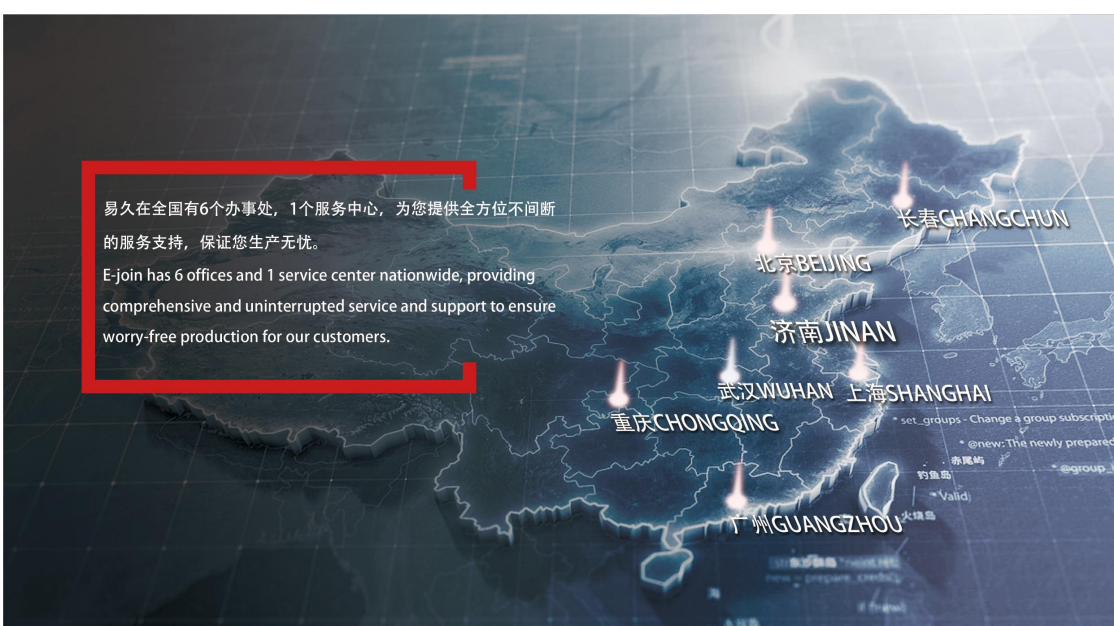 易久在全国有6个办事处，1个服务中心，为您提供全方位不间断
的服务支持，保证您生产无忧。
E-join has 6 offices and 1 service center nationwide, providing
comprehensive and uninterrupted service and support to ensure
worry-free production for our customers.
长春CHANGCHUN
北京BEIJING
济南JINAN
武汉WUHAN
上海SHANGHAI
重庆CHONGQING
* set_groups - Change a group subscripti
* @new: The newly prepared
赤尾屿
* @group_
钓鱼岛
* Valid)
火烧岛
广州GUANGZHOU
海